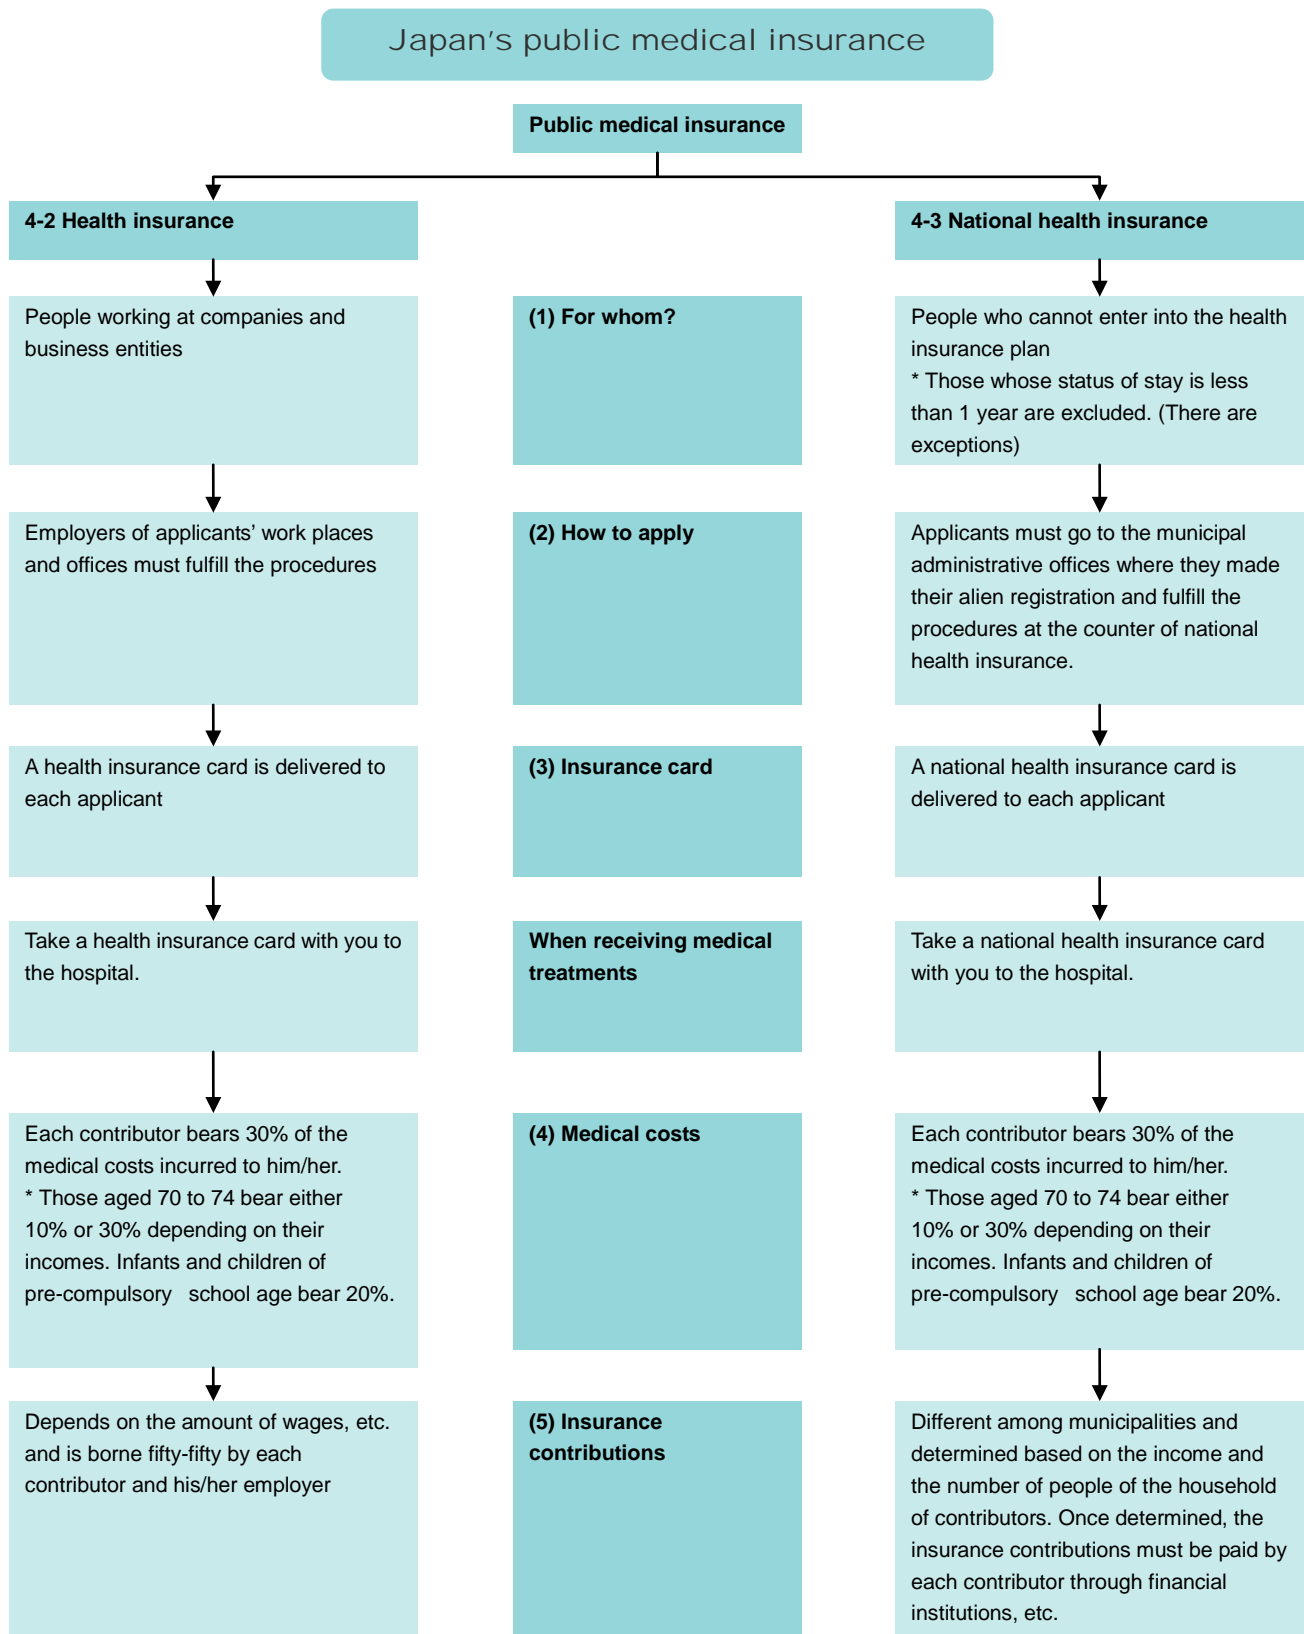 Japan's public medical insurance
Public medical insurance
4-2 Health insurance
4-3 National health insurance
People working at companies and
business entities
(1) For whom?
People who cannot enter into the health
insurance plan
* Those whose status of stay is less
than 1 year are excluded. (There are
exceptions)
Employers of applicants' work places
and offices must fulfill the procedures
(2) How to apply
Applicants must go to the municipal
administrative offices where they made
their alien registration and fulfill the
procedures at the counter of national
health insurance.
A health insurance card is delivered to
each applicant
(3) Insurance card
A national health insurance card is
delivered to each applicant
Take a health insurance card with you to
the hospital.
When receiving medical
treatments
Take a national health insurance card
with you to the hospital.
Each contributor bears 30% of the
medical costs incurred to him/her.
* Those aged 70 to 74 bear either
10% or 30% depending on their
incomes. Infants and children of
pre-compulsory school age bear 20%.
(4) Medical costs
Each contributor bears 30% of the
medical costs incurred to him/her.
* Those aged 70 to 74 bear either
10% or 30% depending on their
incomes. Infants and children of
pre-compulsory school age bear 20%.
Depends on the amount of wages, etc.
and is borne fifty-fifty by each
contributor and his/her employer
(5) Insurance
contributions
Different among municipalities and
determined based on the income and
the number of people of the household
of contributors. Once determined, the
insurance contributions must be paid by
each contributor through financial
institutions, etc.